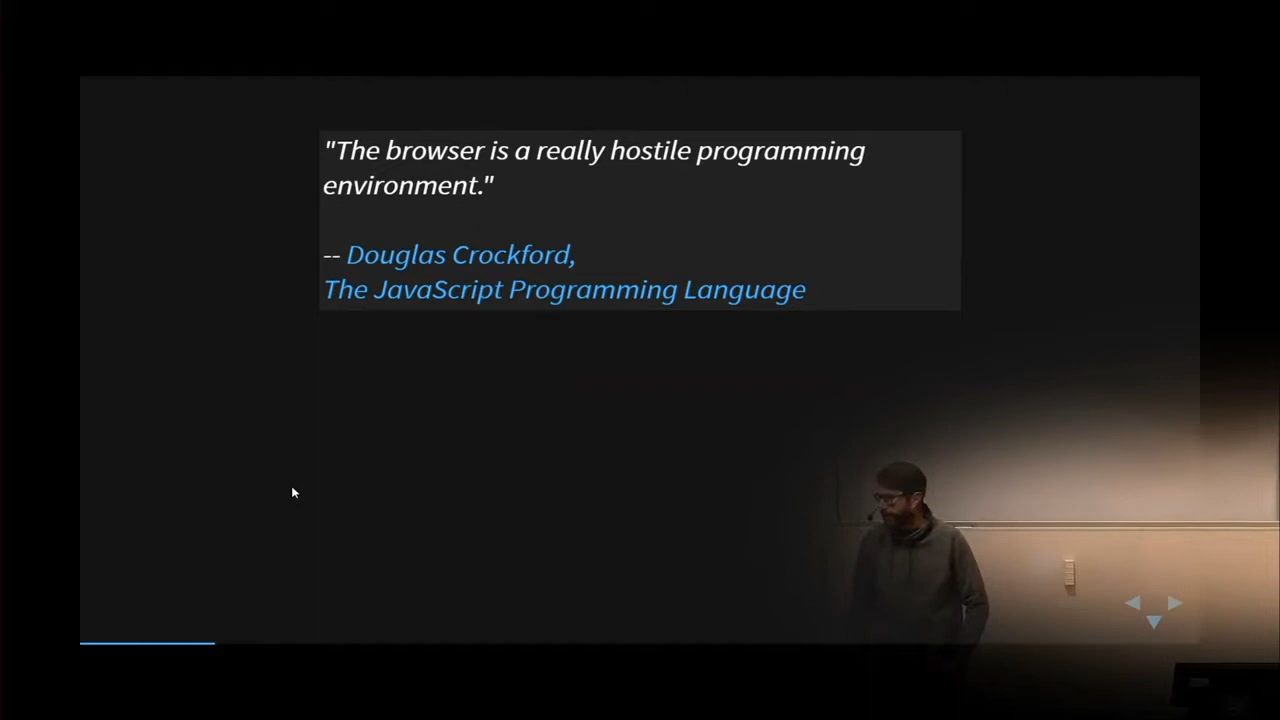 "The browser is a really hostile programming
environment."
-- Douglas Crockford,
The JavaScript Programming Language